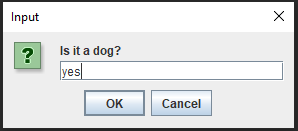 Input
Is it a dog?
yes
OK Cancel